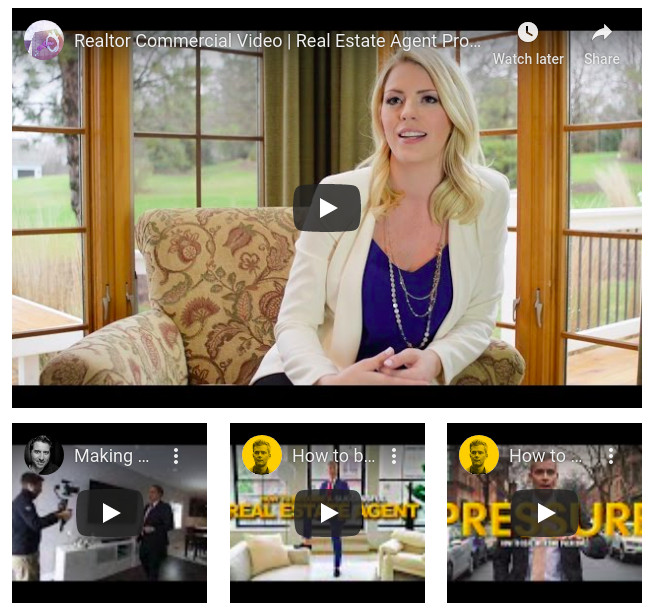 Realtor Commercial Video | Real Estate Agent Pro...
Watch later
Share
Making ...
How to b...
How to ...
REAL ESTATE AGENT
PRESSURE